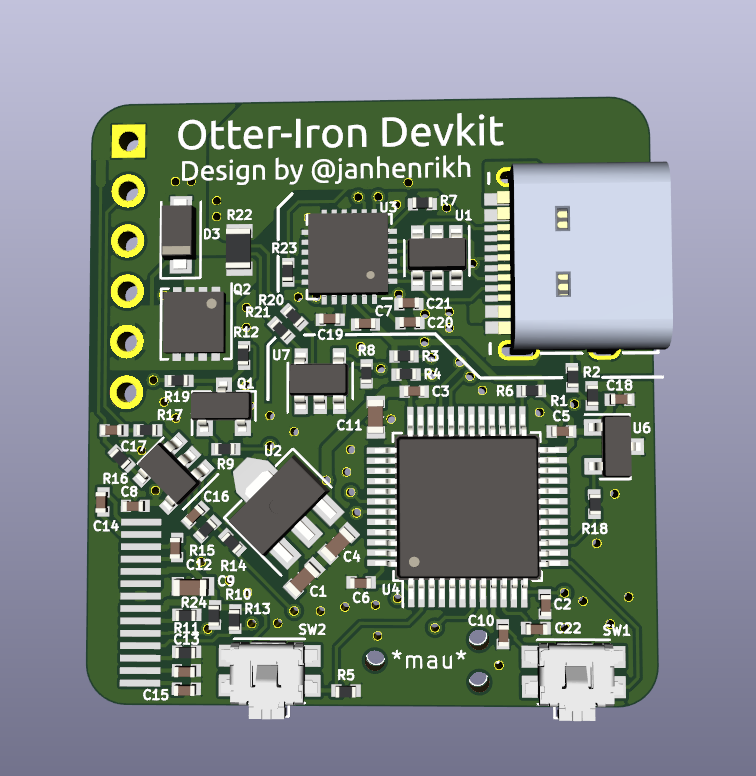 Otter-Iron Devkit
Design by @janhenrikh
R7
U3
U1
R22
D3
R23
Q2
R20
R21
C21
C7
C20
C19
R12
U7
R8
R3
R4
C3
R2
R19
Q1
R17
R6
R1
C18
C11
C5
U6
C17
R9
U2
R16
C8
C16
C14
R18
R15
C4
R14
C12
C9
C1
C6
U4
R10
R24
R13
C2
R11
C13
C10
C22
SW2
SW1
*mau*
R5
C15